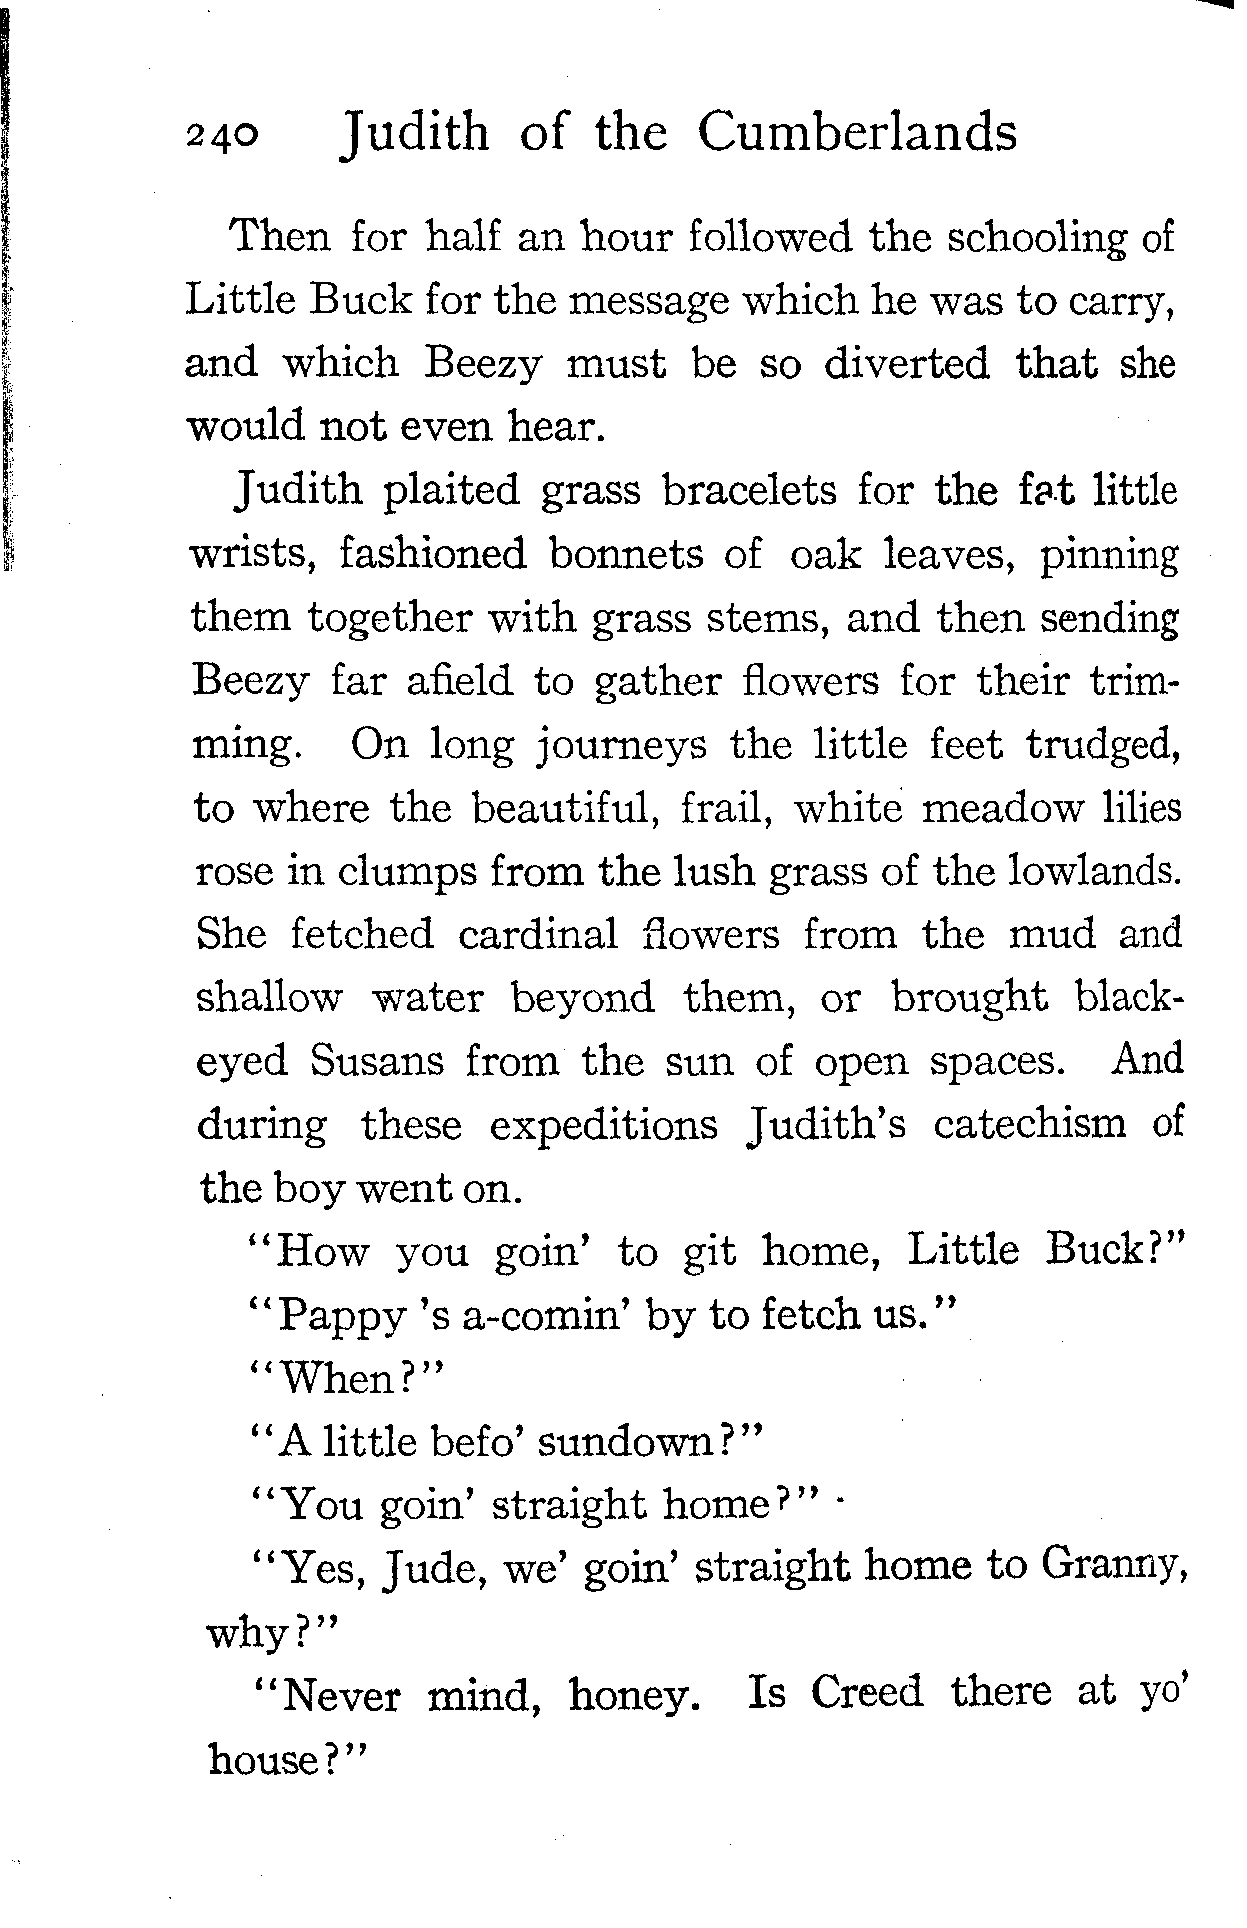 240 Judith of the Cumberlands
Then for half an hour followed the schooling of
Little Buck for the message which he was to carry,
and which Beezy must be so diverted that she
would not even hear.
Judith plaited grass bracelets for the fat little
wrists, fashioned bonnets of oak leaves, pinning
them together with grass stems, and then sending
Beezy far afield to gather flowers for their trim-
ming. On long journeys the little feet trudged,
to where the beautiful, frail, white meadow lilies
rose in clumps from the lush grass of the lowlands.
She fetched cardinal flowers from the mud and
shallow water beyond them, or brought black-
eyed Susans from the sun of open spaces. And
during these expeditions Judith's catechism of
the boy went on.
"How you goin' to git home, Little Buck?"
"Pappy 's a-comin' by to fetch us."
"When?"
"A little befo' sundown?"
"You goin' straight home?"
"Yes, Jude, we' goin' straight home to Granny,
why?"
"Never mind, honey. Is Creed there at yo'
house?"